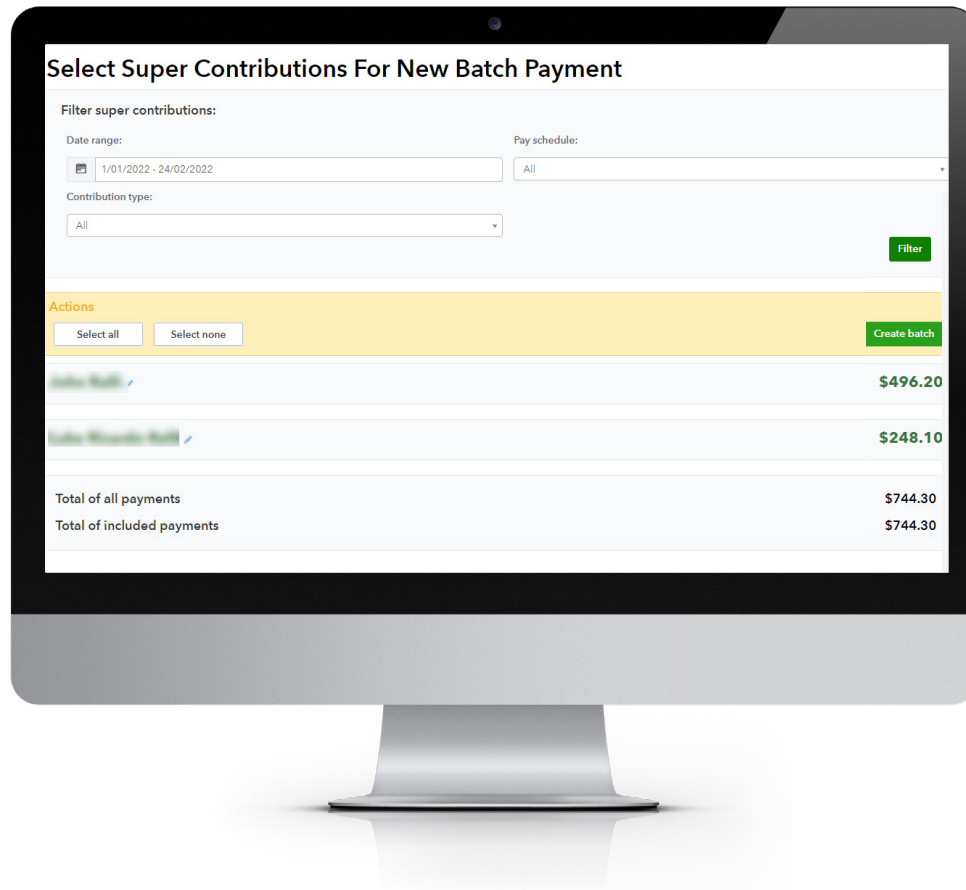 Select Super Contributions For New Batch Payment
Filter super contributions:
Date range:
Pay schedule:
1/01/2022 - 24/02/2022
All
Contribution type:
All
Filter
Actions
Select all
Select none
Create batch
$496.20
$248.10
Total of all payments
$744.30
Total of included payments
$744.30